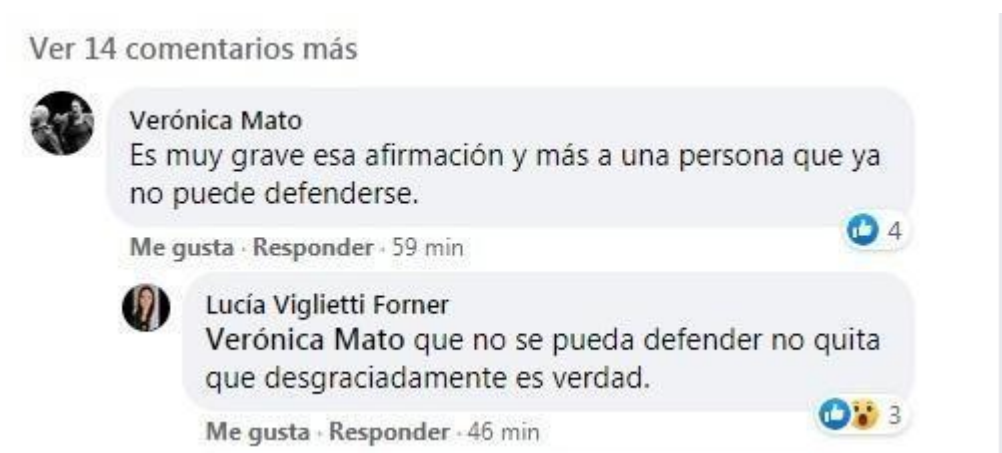 Ver 14 comentarios más
Verónica Mato
Es muy grave esa afirmación y más a una persona que ya
no puede defenderse.
4
Me gusta · Responder · 59 min
Lucía Viglietti Forner
Verónica Mato que no se pueda defender no quita
que desgraciadamente es verdad.
3
Me gusta · Responder · 46 min